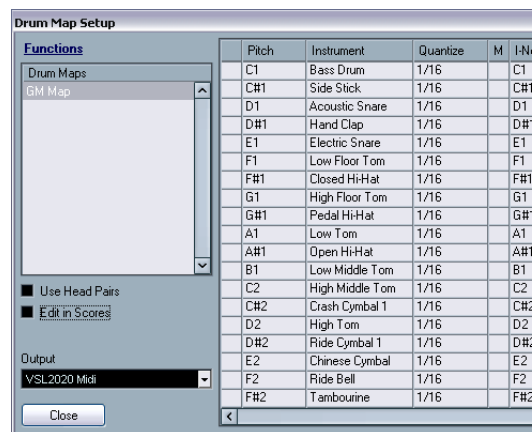 Drum Map Setup
Functions
Drum Maps
GM Map
Use Head Pairs
Edit in Scores
Output
VSL2020 Midi
Close
Pitch Instrument Quantize M I-N
C1 Bass Drum 1/16 C1
C#1 Side Stick 1/16 C#1
D1 Acoustic Snare 1/16 D1
D#1 Hand Clap 1/16 D#1
E1 Electric Snare 1/16 E1
F1 Low Floor Tom 1/16 F1
F#1 Closed Hi-Hat 1/16 F#1
G1 High Floor Tom 1/16 G1
G#1 Pedal Hi-Hat 1/16 G#1
A1 Low Tom 1/16 A1
A#1 Open Hi-Hat 1/16 A#1
B1 Low Middle Tom 1/16 B1
C2 High Middle Tom 1/16 C2
C#2 Crash Cymbal 1 1/16 C#2
D2 High Tom 1/16 D2
D#2 Ride Cymbal 1 1/16 D#2
E2 Chinese Cymbal 1/16 E2
F2 Ride Bell 1/16 F2
F#2 Tambourine 1/16 F#2